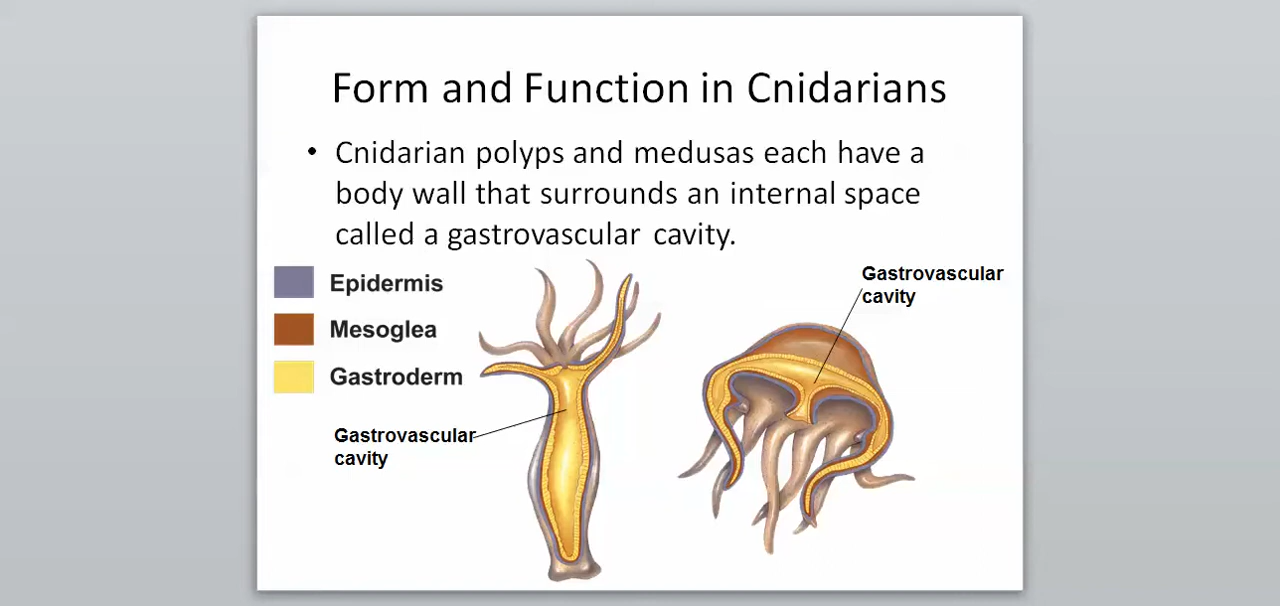 Form and Function in Cnidarians
• Cnidarian polyps and medusas each have a
body wall that surrounds an internal space
called a gastrovascular cavity.
Epidermis
Mesoglea
Gastroderm
Gastrovascular
cavity
Gastrovascular
cavity